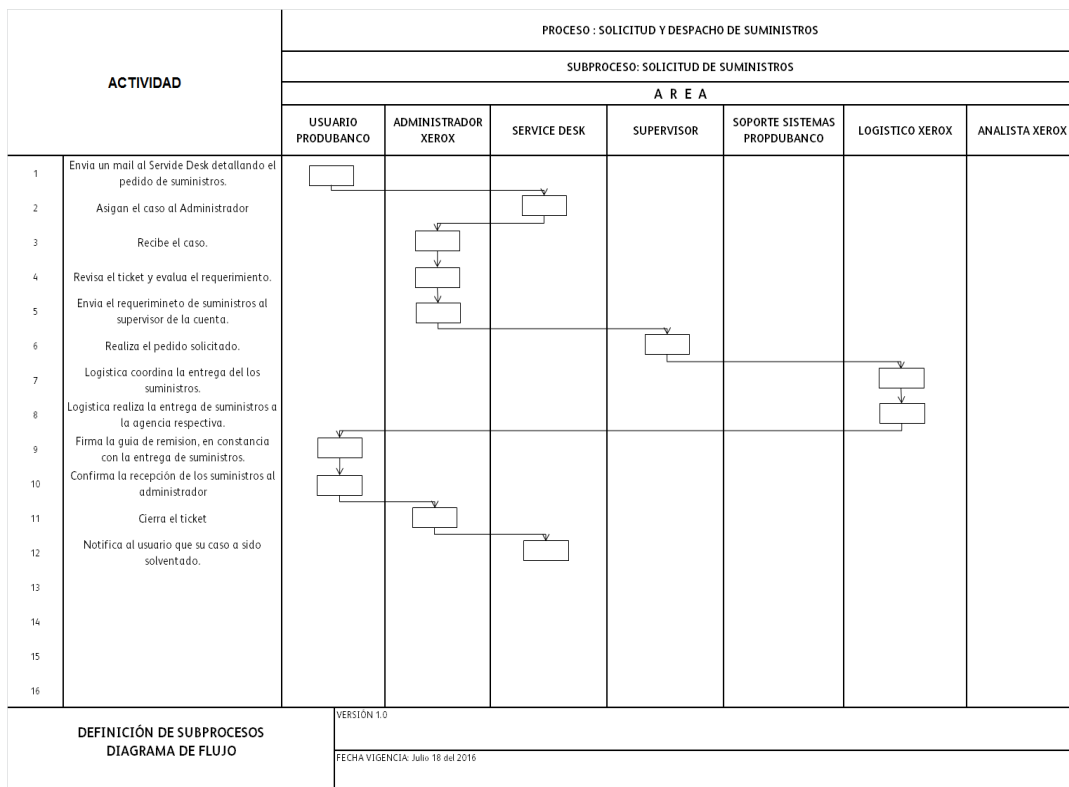 PROCESO : SOLICITUD Y DESPACHO DE SUMINISTROS
SUBPROCESO: SOLICITUD DE SUMINISTROS
ACTIVIDAD
A R E A
USUARIO
PRODUBANCO
ADMINISTRADOR
XEROX
SERVICE DESK
SUPERVISOR
SOPORTE SISTEMAS
PROPDUBANCO
LOGISTICO XEROX
ANALISTA XEROX
1
Envia un mail al Servide Desk detallando el
pedido de suministros.
2
Asigan el caso al Administrador
3
Recibe el caso.
4
Revisa el ticket y evalua el requerimiento.
5
Envia el requerimineto de suministros al
supervisor de la cuenta.
6
Realiza el pedido solicitado.
7
Logistica coordina la entrega del los
suministros.
8
Logistica realiza la entrega de suministros a
la agencia respectiva.
9
Firma la guia de remision, en constancia
con la entrega de suministros.
10
Confirma la recepción de los suministros al
administrador
11
Cierra el ticket
12
Notifica al usuario que su caso a sido
solventado.
13
14
15
16
DEFINICIÓN DE SUBPROCESOS
DIAGRAMA DE FLUJO
VERSIÓN 1.0
FECHA VIGENCIA: Julio 18 del 2016